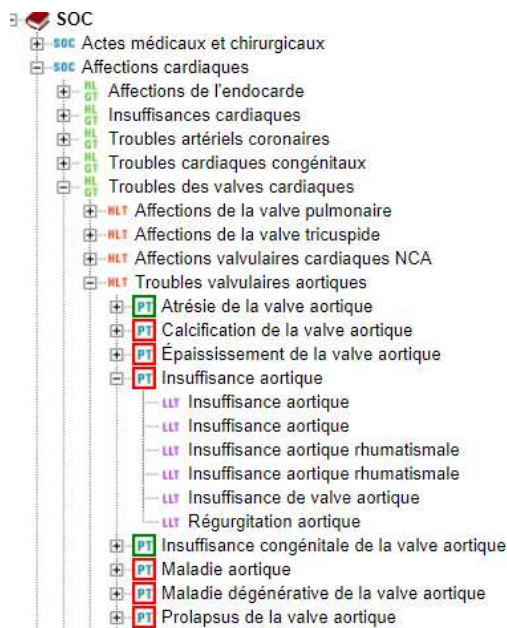 SOC
SOC Actes médicaux et chirurgicaux
SOC Affections cardiaques
HLGT Affections de l'endocarde
HLGT Insuffisances cardiaques
HLGT Troubles artériels coronaires
HLGT Troubles cardiaques congénitaux
HLGT Troubles des valves cardiaques
HLT Affections de la valve pulmonaire
HLT Affections de la valve tricuspide
HLT Affections valvulaires cardiaques NCA
HLT Troubles valvulaires aortiques
PT Atrésie de la valve aortique
PT Calcification de la valve aortique
PT Épaississement de la valve aortique
PT Insuffisance aortique
LLT Insuffisance aortique
LLT Insuffisance aortique
LLT Insuffisance aortique rhumatismale
LLT Insuffisance aortique rhumatismale
LLT Insuffisance de valve aortique
LLT Régurgitation aortique
PT Insuffisance congénitale de la valve aortique
PT Maladie aortique
PT Maladie dégénérative de la valve aortique
PT Prolapsus de la valve aortique